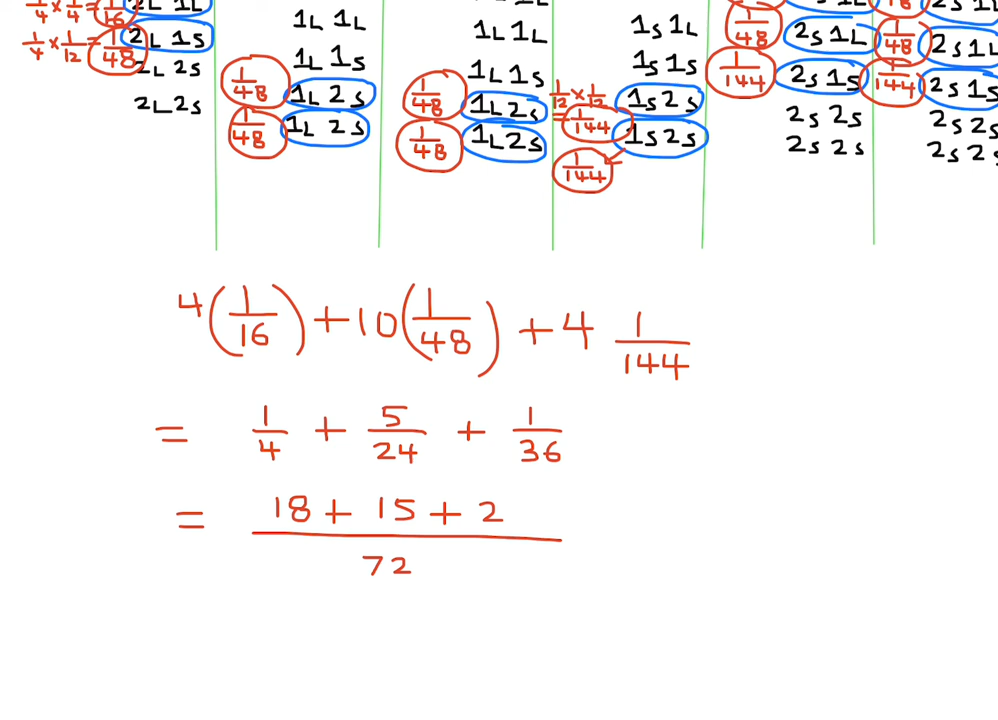 1/4 × 1/4 = 1/16 2L 1L
1/4 × 1/12 = 1/48 2L 1S
2L 2S
2L 2S
1L 1L
1L 1S
1/48 1L 2S
1/48 1L 2S
1L 1L
1L 1S
1/48 1L 2S
1/48 1L 2S
1S 1L
1S 1S
1/12 × 1/12 = 1/144 1S 2S
1/144 1S 2S
1/48 2S 1L
1/144 2S 1S
2S 2S
2S 2S
1/48 2S 1L
1/144 2S 1S
2S 2S
2S 2S
4(1/16) + 10(1/48) + 4 1/144
= 1/4 + 5/24 + 1/36
= 18 + 15 + 2
72